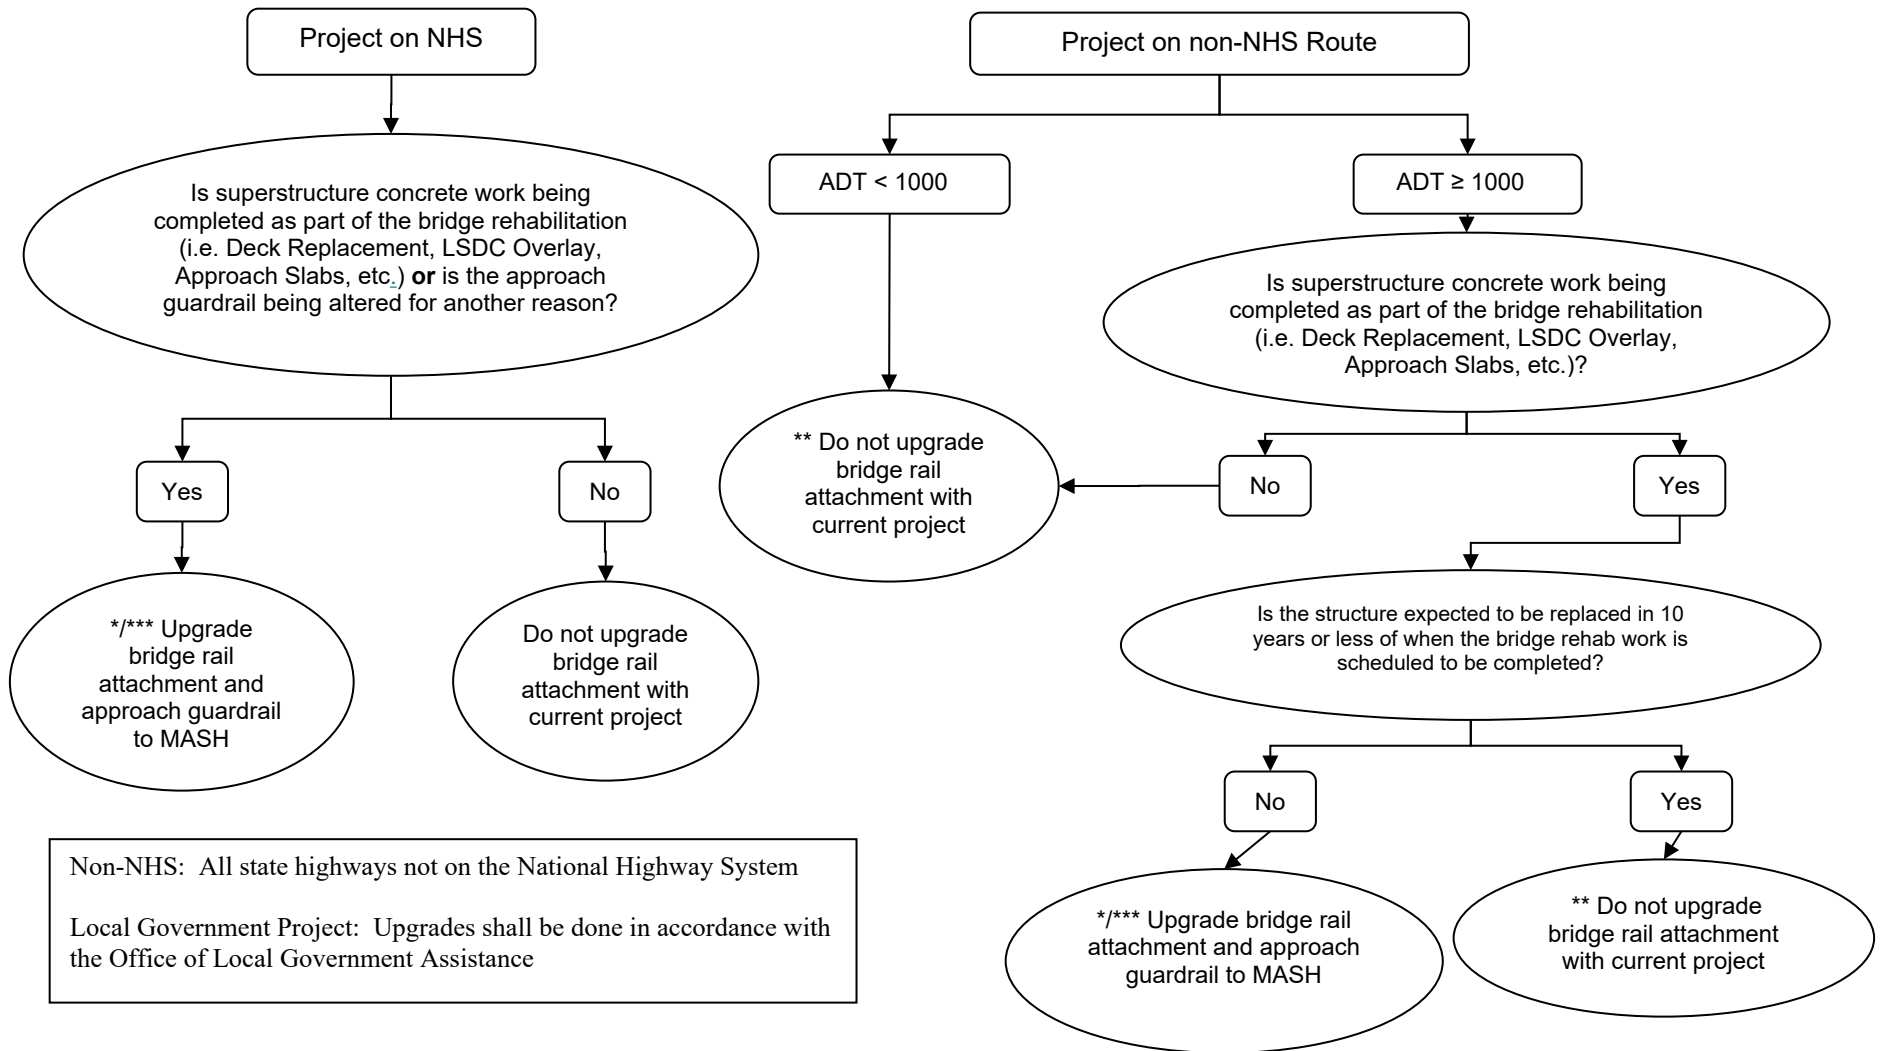 Project on NHS
Is superstructure concrete work being
completed as part of the bridge rehabilitation
(i.e. Deck Replacement, LSDC Overlay,
Approach Slabs, etc.) or is the approach
guardrail being altered for another reason?
Yes
No
*/*** Upgrade
bridge rail
attachment and
approach guardrail
to MASH
Do not upgrade
bridge rail
attachment with
current project
Project on non-NHS Route
ADT < 1000
ADT ≥ 1000
Is superstructure concrete work being
completed as part of the bridge rehabilitation
(i.e. Deck Replacement, LSDC Overlay,
Approach Slabs, etc.)?
** Do not upgrade
bridge rail
attachment with
current project
No
Yes
Is the structure expected to be replaced in 10
years or less of when the bridge rehab work is
scheduled to be completed?
No
Yes
*/*** Upgrade bridge rail
attachment and approach
guardrail to MASH
** Do not upgrade
bridge rail attachment
with current project
Non-NHS: All state highways not on the National Highway System
Local Government Project: Upgrades shall be done in accordance with
the Office of Local Government Assistance